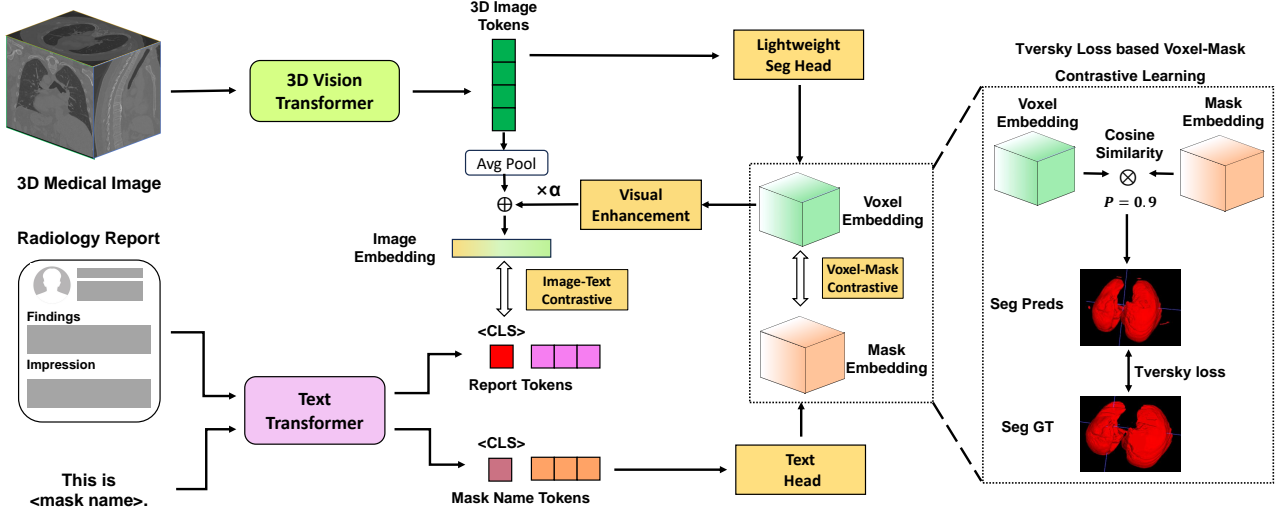 3D Image
Tokens
Lightweight
Seg Head
Tversky Loss based Voxel-Mask
Contrastive Learning
3D Vision
Transformer
Voxel
Embedding
Mask
Embedding
Cosine
Similarity
⊗
P = 0.9
Avg Pool
3D Medical Image
×α
⊕
Visual
Enhancement
Voxel
Embedding
Radiology Report
Image
Embedding
Image-Text
Contrastive
Voxel-Mask
Contrastive
Findings
Impression
<CLS>
Report Tokens
Mask
Embedding
Seg Preds
Tversky loss
Seg GT
Text
Transformer
<CLS>
Mask Name Tokens
Text
Head
This is
<mask name>.